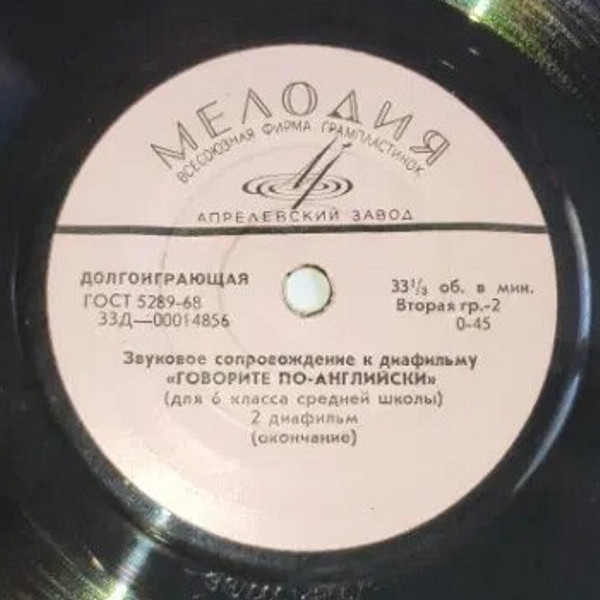 МЕЛОДИЯ
ВСЕСОЮЗНАЯ ФИРМА ГРАМПЛАСТИНОК
АПРЕЛЕВСКИЙ ЗАВОД
ДОЛГОИГРАЮЩАЯ
ГОСТ 5289-68
33Д—00014856
33⅓ об. в мин.
Вторая гр.-2
0-45
Звуковое сопровождение к диафильму
«ГОВОРИТЕ ПО-АНГЛИЙСКИ»
(для 6 класса средней школы)
2 диафильм
(окончание)